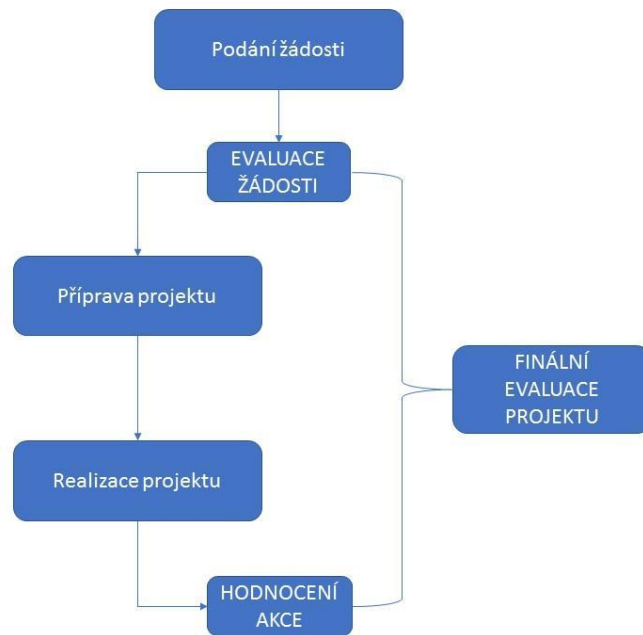 Podání žádosti
EVALUACE
ŽÁDOSTI
Příprava projektu
FINÁLNÍ
EVALUACE
PROJEKTU
Realizace projektu
HODNOCENÍ
AKCE